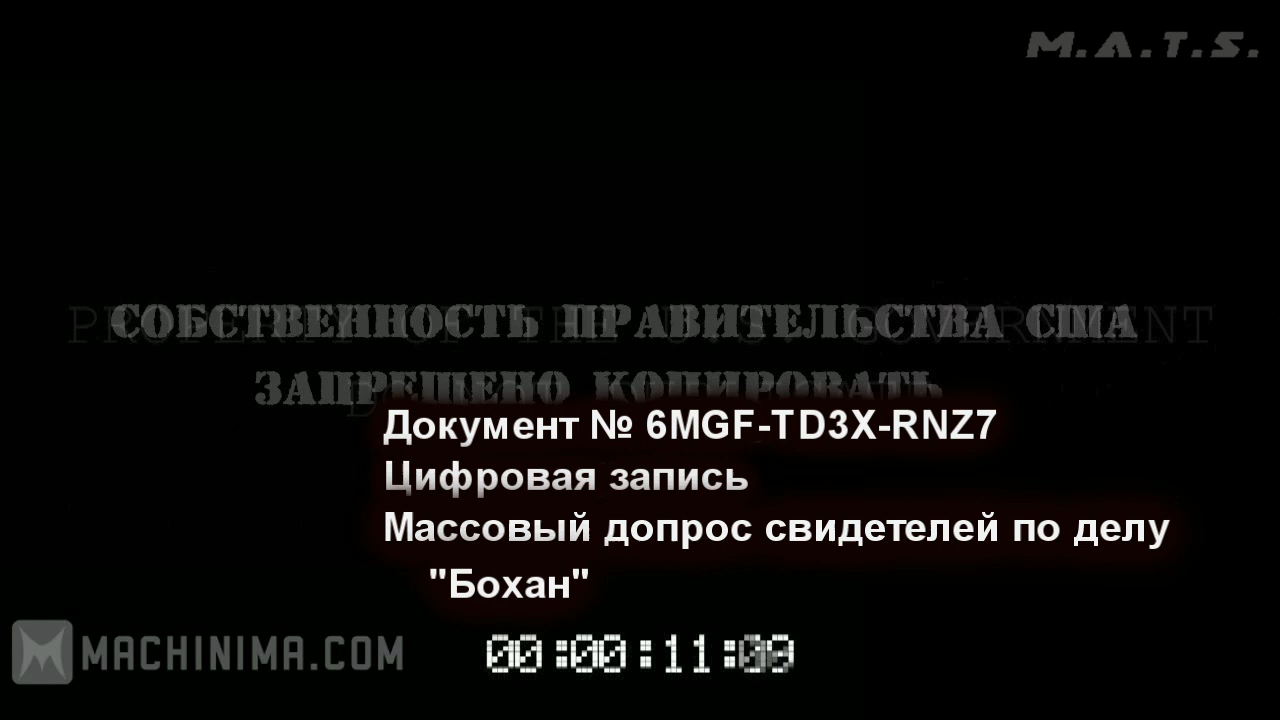 M.A.T.S.
СОБСТВЕННОСТЬ ПРАВИТЕЛЬСТВА США
ЗАПРЕЩЕНО КОПИРОВАТЬ
Документ № 6MGF-TD3X-RNZ7
Цифровая запись
Массовый допрос свидетелей по делу
"Бохан"
MACHINIMA.COM
00:00:11:09